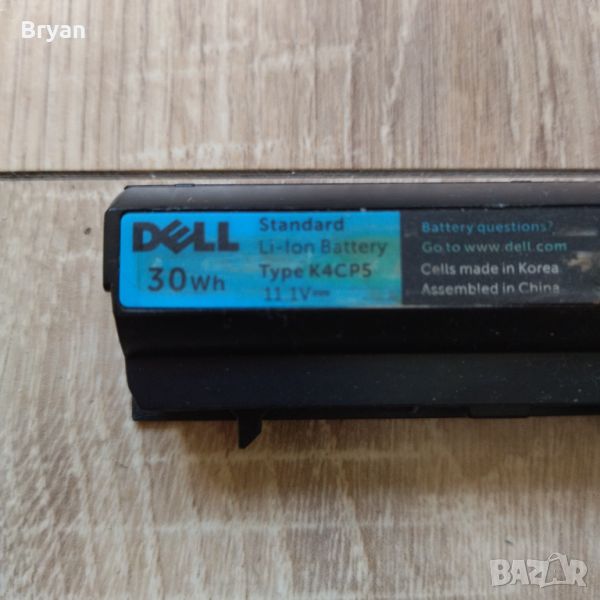 Bryan
DELL
30Wh
Standard
Li-Ion Battery
Type K4CP5
11.1V⎓
Battery questions?
Go to www.dell.com
Cells made in Korea
Assembled in China
BAZAR